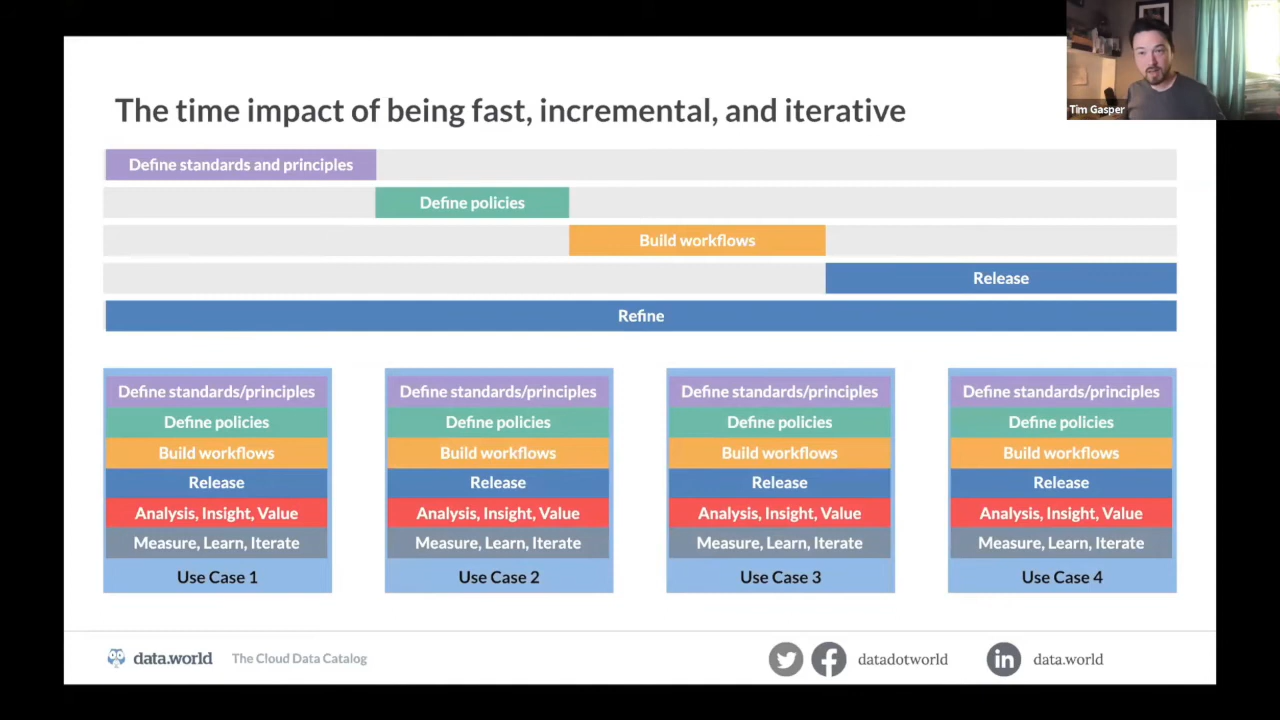 Tim Gasper
The time impact of being fast, incremental, and iterative
Define standards and principles
Define policies
Build workflows
Release
Refine
Define standards/principles
Define policies
Build workflows
Release
Analysis, Insight, Value
Measure, Learn, Iterate
Use Case 1
Define standards/principles
Define policies
Build workflows
Release
Analysis, Insight, Value
Measure, Learn, Iterate
Use Case 2
Define standards/principles
Define policies
Build workflows
Release
Analysis, Insight, Value
Measure, Learn, Iterate
Use Case 3
Define standards/principles
Define policies
Build workflows
Release
Analysis, Insight, Value
Measure, Learn, Iterate
Use Case 4
data.world
The Cloud Data Catalog
datadotworld
in
data.world